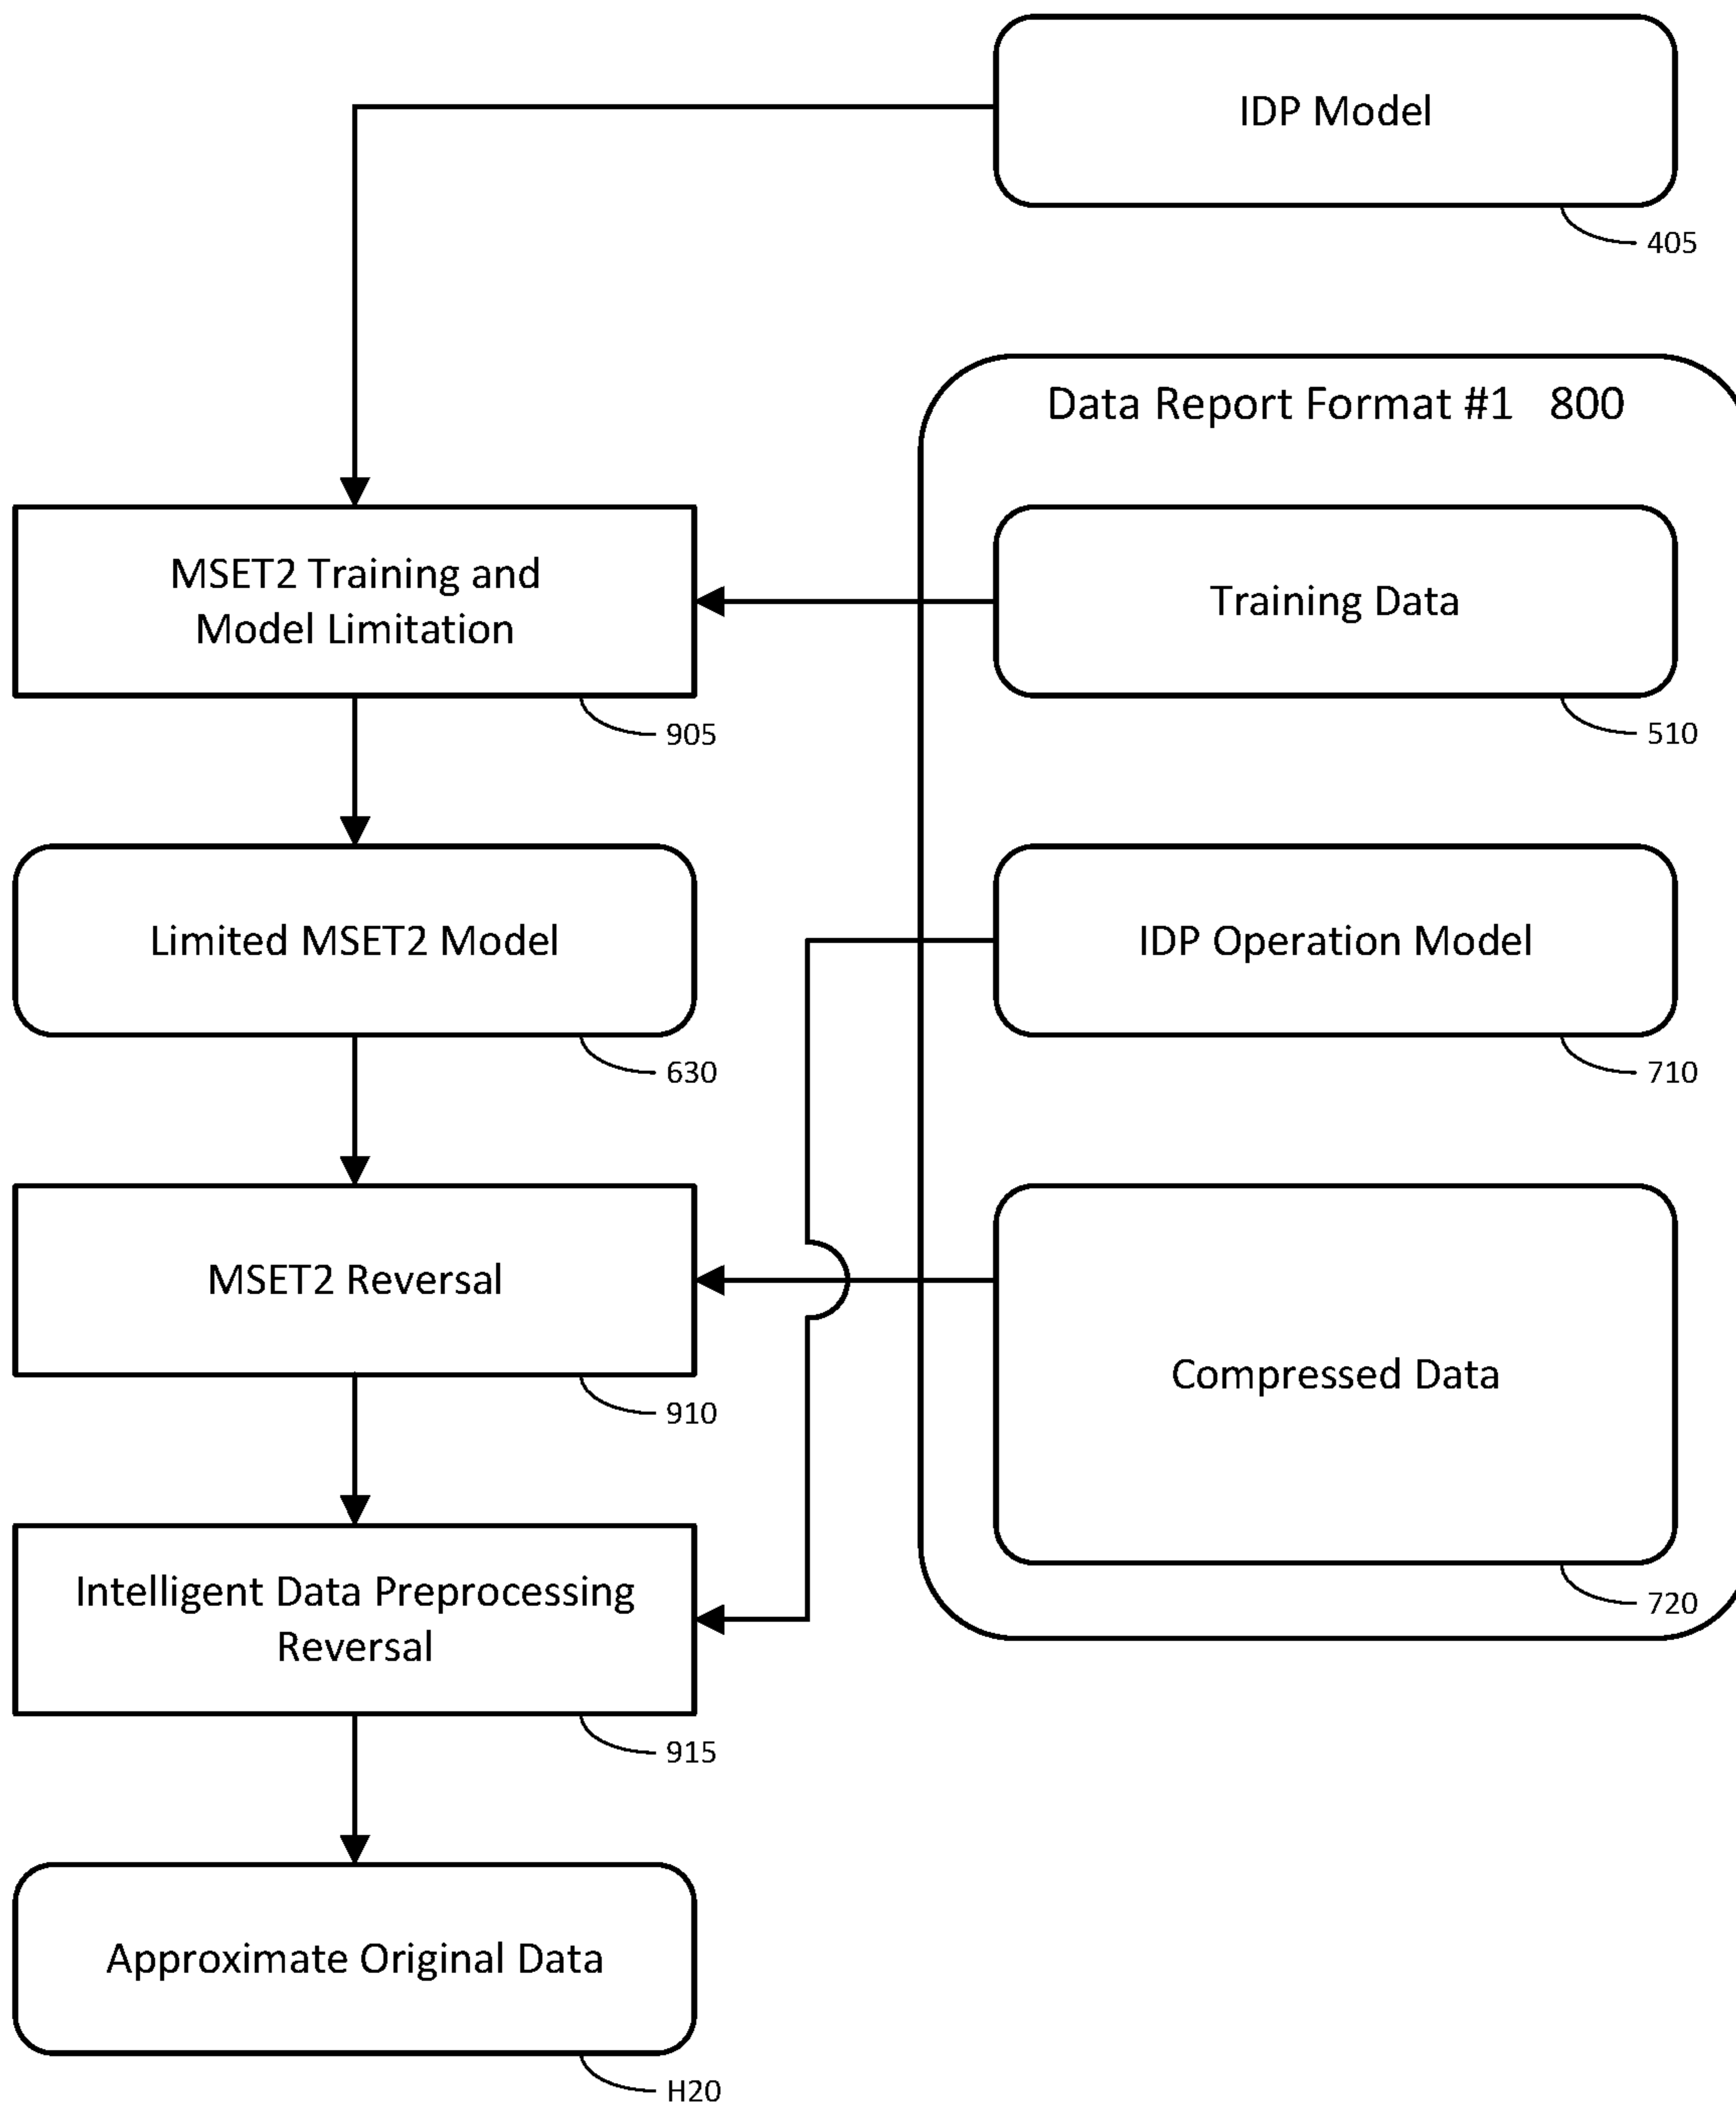 IDP Model
405
Data Report Format #1 800
MSET2 Training and
Model Limitation
905
Training Data
510
Limited MSET2 Model
630
IDP Operation Model
710
MSET2 Reversal
910
Compressed Data
720
Intelligent Data Preprocessing
Reversal
915
Approximate Original Data
H20